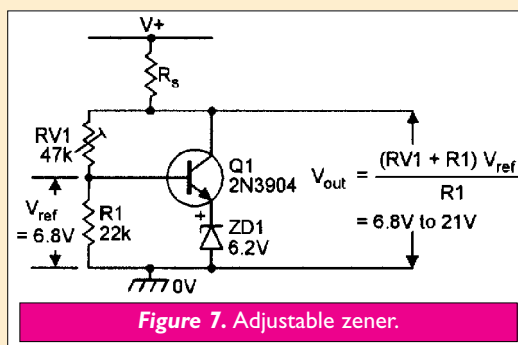 V+
Rs
RV1
47k
Q1
2N3904
Vref
= 6.8V
R1
22k
+
ZD1
6.2V
0V
Vout = (RV1 + R1) Vref
R1
= 6.8V to 21V
Figure 7. Adjustable zener.